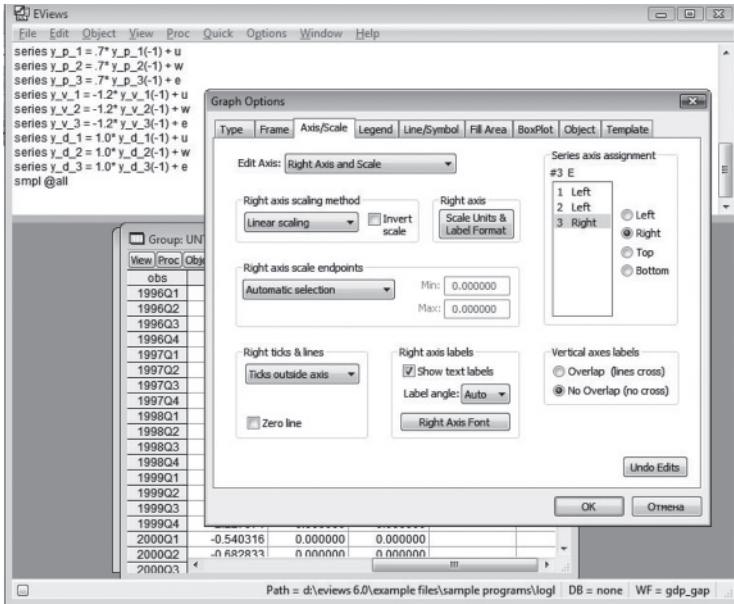 EViews
File Edit Object View Proc Quick Options Window Help
series y_p_1 = .7* y_p_1(-1) + u
series y_p_2 = .7* y_p_2(-1) + w
series y_p_3 = .7* y_p_3(-1) + e
series y_v_1 = -1.2* y_v_1(-1) + u
series y_v_2 = -1.2* y_v_2(-1) + w
series y_v_3 = -1.2* y_v_3(-1) + e
series y_d_1 = 1.0* y_d_1(-1) + u
series y_d_2 = 1.0* y_d_2(-1) + w
series y_d_3 = 1.0* y_d_3(-1) + e
smpl @all
Graph Options
Type Frame Axis/Scale Legend Line/Symbol Fill Area BoxPlot Object Template
Edit Axis: Right Axis and Scale
Series axis assignment
#3 E
1 Left
2 Left
3 Right
Left
Right
Top
Bottom
Right axis scaling method
Linear scaling
Invert scale
Right axis
Scale Units &
Label Format
Right axis scale endpoints
Automatic selection
Min: 0.000000
Max: 0.000000
Right ticks & lines
Ticks outside axis
Zero line
Right axis labels
Show text labels
Label angle: Auto
Right Axis Font
Vertical axes labels
Overlap (lines cross)
No Overlap (no cross)
Undo Edits
OK Отмена
Group:
View Proc
obs
1996Q1
1996Q2
1996Q3
1996Q4
1997Q1
1997Q2
1997Q3
1997Q4
1998Q1
1998Q2
1998Q3
1998Q4
1999Q1
1999Q2
1999Q3
1999Q4
2000Q1 -0.540316 0.000000 0.000000
2000Q2 -0.682833 0.000000 0.000000
2000Q3
Path = d:\eviews 6.0\example files\sample programs\logl DB = none WF = gdp_gap